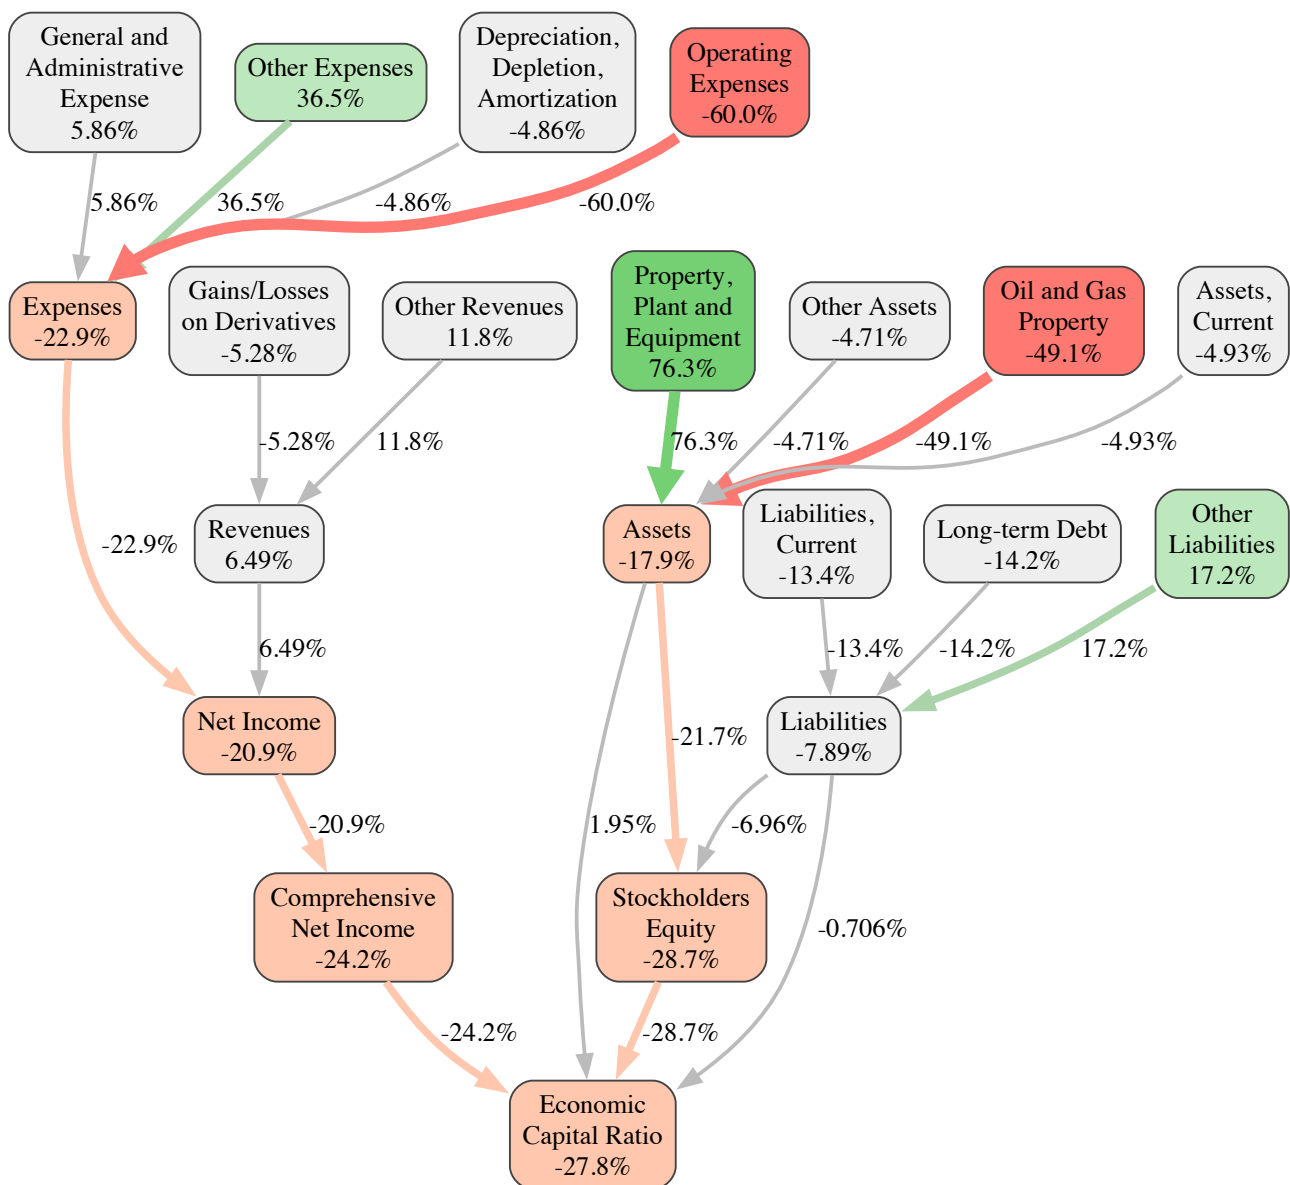 General and
Administrative
Expense
5.86%
Other Expenses
36.5%
Depreciation,
Depletion,
Amortization
-4.86%
Operating
Expenses
-60.0%
5.86%
36.5%
-4.86%
-60.0%
Expenses
-22.9%
Gains/Losses
on Derivatives
-5.28%
Other Revenues
11.8%
Property,
Plant and
Equipment
76.3%
Other Assets
-4.71%
Oil and Gas
Property
-49.1%
Assets,
Current
-4.93%
-5.28%
11.8%
76.3%
-4.71%
-49.1%
-4.93%
-22.9%
Revenues
6.49%
Assets
-17.9%
Liabilities,
Current
-13.4%
Long-term Debt
-14.2%
Other
Liabilities
17.2%
6.49%
-13.4%
-14.2%
17.2%
Net Income
-20.9%
-21.7%
Liabilities
-7.89%
-20.9%
1.95%
-6.96%
Comprehensive
Net Income
-24.2%
Stockholders
Equity
-28.7%
-0.706%
-24.2%
-28.7%
Economic
Capital Ratio
-27.8%